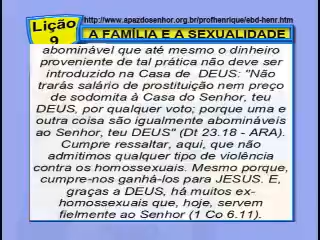 Lição
9
http://www.apazdosenhor.org.br/profhenrique/ebd-henr.htm
A FAMÍLIA E A SEXUALIDADE
abominável que até mesmo o dinheiro
proveniente de tal prática não deve ser
introduzido na Casa de  DEUS: "Não
trarás salário de prostituição nem preço
de sodomita à Casa do Senhor, teu
DEUS, por qualquer voto; porque uma e
outra coisa são igualmente abomináveis
ao Senhor, teu DEUS" (Dt 23.18 - ARA).
Cumpre ressaltar, aqui, que não
admitimos qualquer tipo de violência
contra os homossexuais. Mesmo porque,
cumpre-nos ganhá-los para JESUS. E,
graças a DEUS, há muitos ex-
homossexuais que, hoje, servem
fielmente ao Senhor (1 Co 6.11).